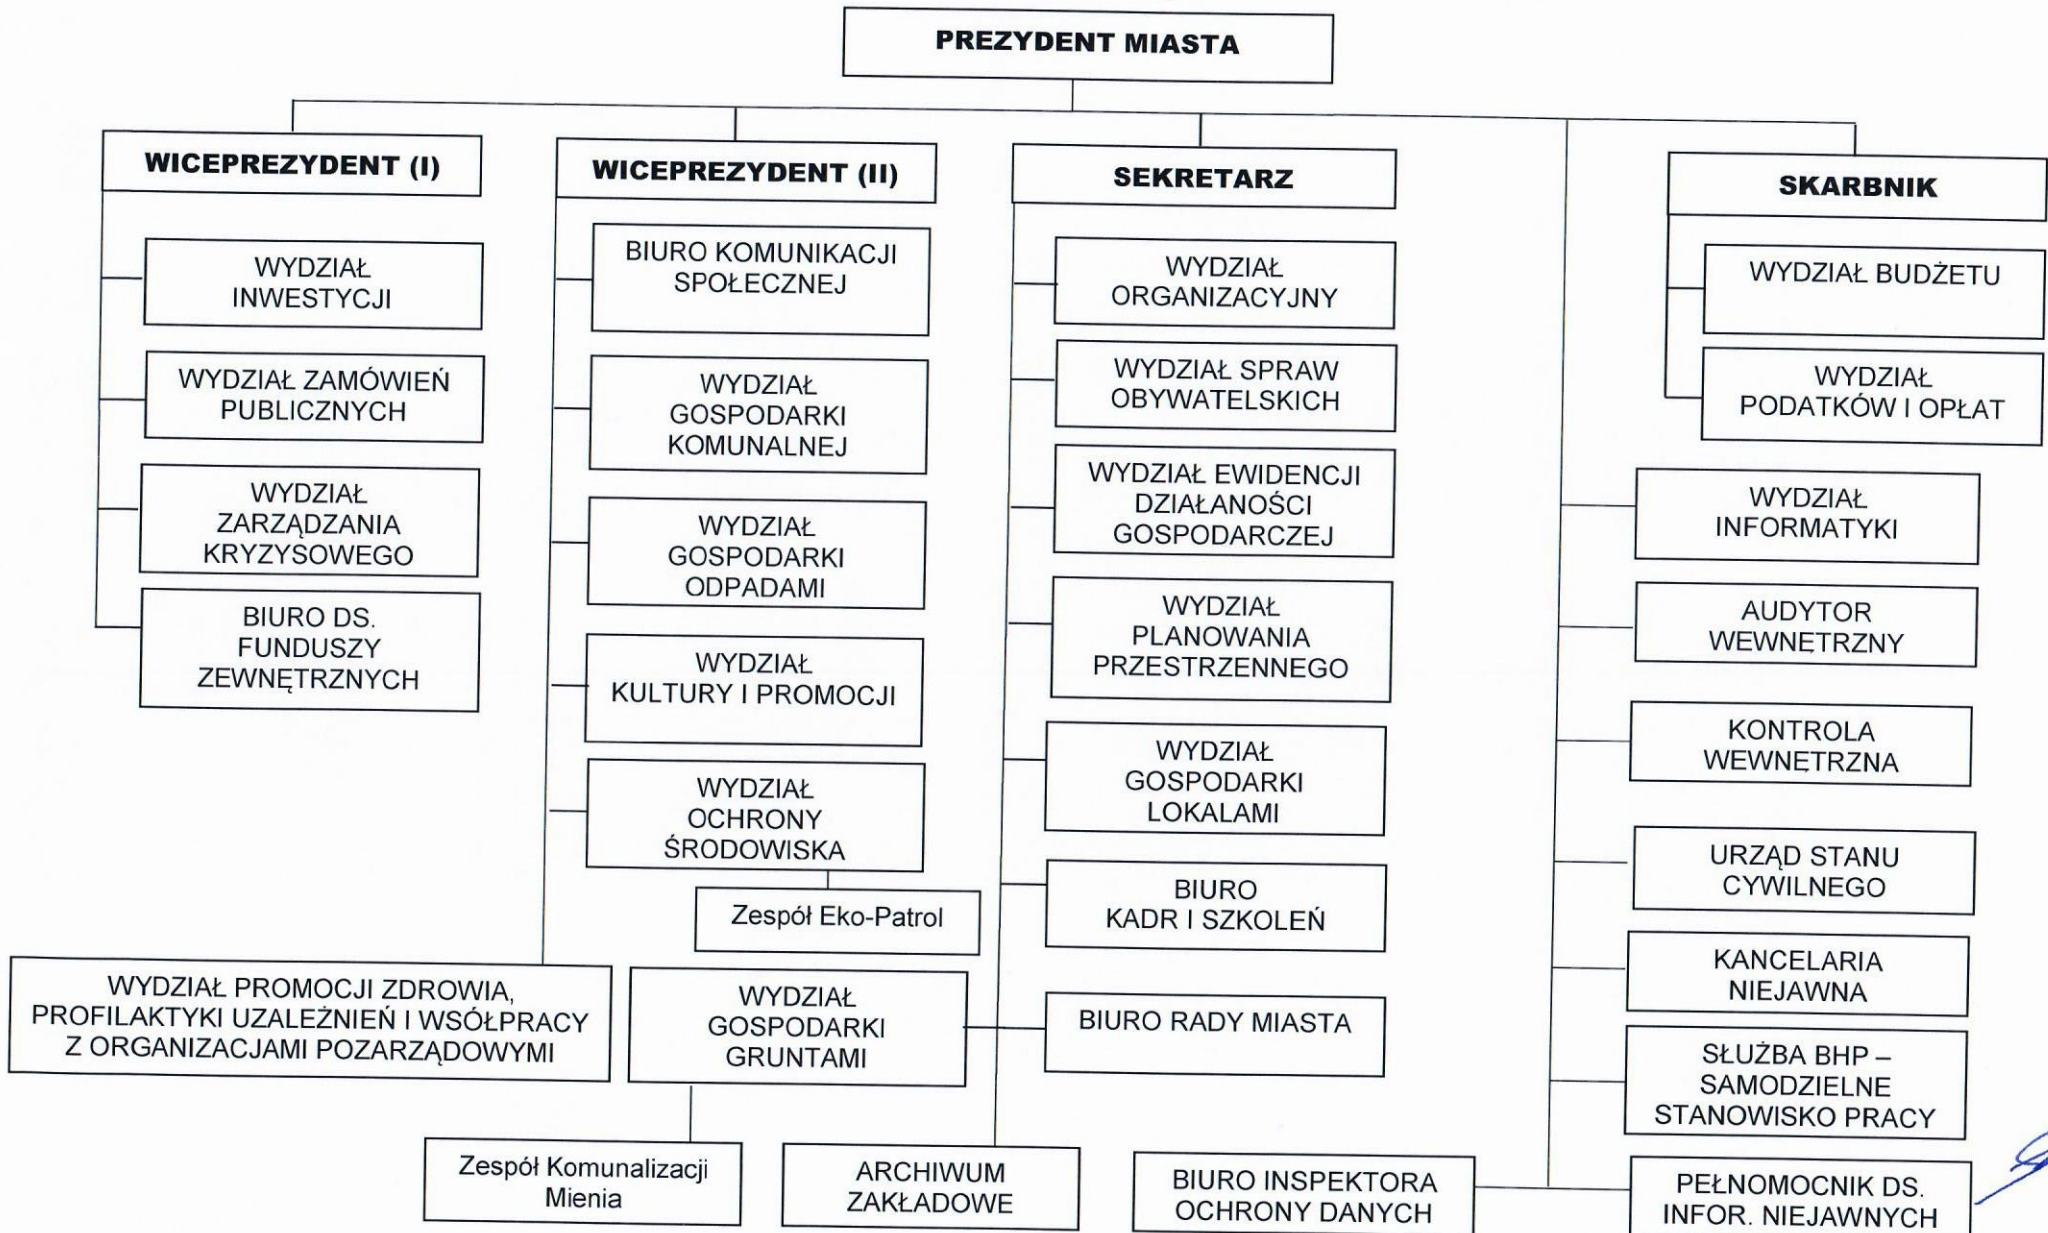 PREZYDENT MIASTA
WICEPREZYDENT (I)
WYDZIAŁ
INWESTYCJI
WYDZIAŁ ZAMÓWIEŃ
PUBLICZNYCH
WYDZIAŁ
ZARZĄDZANIA
KRYZYSOWEGO
BIURO DS.
FUNDUSZY
ZEWNĘTRZNYCH
WICEPREZYDENT (II)
BIURO KOMUNIKACJI
SPOŁECZNEJ
WYDZIAŁ
GOSPODARKI
KOMUNALNEJ
WYDZIAŁ
GOSPODARKI
ODPADAMI
WYDZIAŁ
KULTURY I PROMOCJI
WYDZIAŁ
OCHRONY
ŚRODOWISKA
Zespół Eko-Patrol
WYDZIAŁ PROMOCJI ZDROWIA,
PROFILAKTYKI UZALEŻNIEŃ I WSÓŁPRACY
Z ORGANIZACJAMI POZARZĄDOWYMI
SEKRETARZ
WYDZIAŁ
ORGANIZACYJNY
WYDZIAŁ SPRAW
OBYWATELSKICH
WYDZIAŁ EWIDENCJI
DZIAŁANOŚCI
GOSPODARCZEJ
WYDZIAŁ
PLANOWANIA
PRZESTRZENNEGO
WYDZIAŁ
GOSPODARKI
LOKALAMI
BIURO
KADR I SZKOLEŃ
WYDZIAŁ
GOSPODARKI
GRUNTAMI
BIURO RADY MIASTA
Zespół Komunalizacji
Mienia
ARCHIWUM
ZAKŁADOWE
SKARBNIK
WYDZIAŁ BUDŻETU
WYDZIAŁ
PODATKÓW I OPŁAT
WYDZIAŁ
INFORMATYKI
AUDYTOR
WEWNĘTRZNY
KONTROLA
WEWNĘTRZNA
URZĄD STANU
CYWILNEGO
KANCELARIA
NIEJAWNA
SŁUŻBA BHP –
SAMODZIELNE
STANOWISKO PRACY
BIURO INSPEKTORA
OCHRONY DANYCH
PEŁNOMOCNIK DS.
INFOR. NIEJAWNYCH